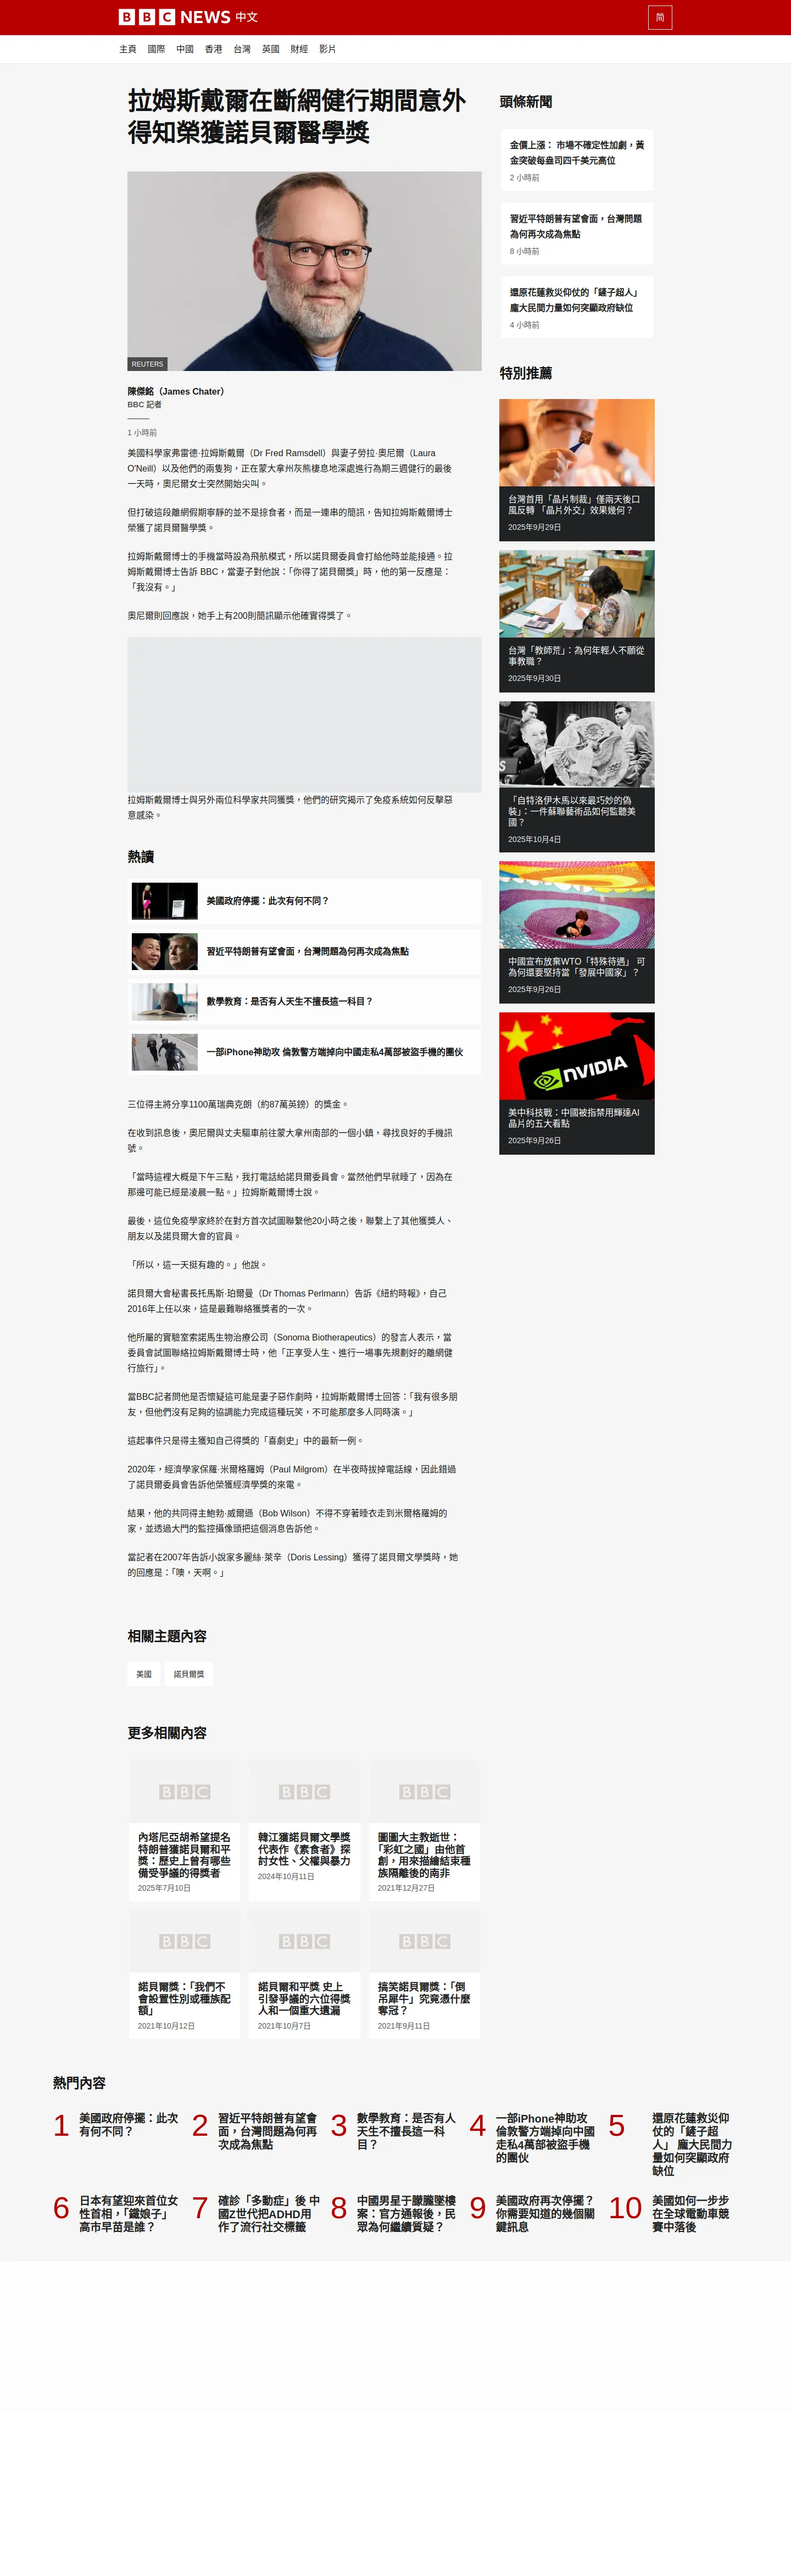 BBC NEWS 中文
简
主頁 國際 中國 香港 台灣 英國 財經 影片
拉姆斯戴爾在斷網健行期間意外
得知榮獲諾貝爾醫學獎
REUTERS
陳傑銘（James Chater）
BBC 記者
1 小時前
美國科學家弗雷德·拉姆斯戴爾（Dr Fred Ramsdell）與妻子勞拉·奧尼爾（Laura
O'Neill）以及他們的兩隻狗，正在蒙大拿州灰熊棲息地深處進行為期三週健行的最後
一天時，奧尼爾女士突然開始尖叫。
但打破這段離網假期寧靜的並不是掠食者，而是一連串的簡訊，告知拉姆斯戴爾博士
榮獲了諾貝爾醫學獎。
拉姆斯戴爾博士的手機當時設為飛航模式，所以諾貝爾委員會打給他時並能接通。拉
姆斯戴爾博士告訴 BBC，當妻子對他說：「你得了諾貝爾獎」時，他的第一反應是：
「我沒有。」
奧尼爾則回應說，她手上有200則簡訊顯示他確實得獎了。
拉姆斯戴爾博士與另外兩位科學家共同獲獎，他們的研究揭示了免疫系統如何反擊惡
意感染。
熱讀
美國政府停擺：此次有何不同？
習近平特朗普有望會面，台灣問題為何再次成為焦點
數學教育：是否有人天生不擅長這一科目？
一部iPhone神助攻 倫敦警方端掉向中國走私4萬部被盜手機的團伙
三位得主將分享1100萬瑞典克朗（約87萬英鎊）的獎金。
在收到訊息後，奧尼爾與丈夫驅車前往蒙大拿州南部的一個小鎮，尋找良好的手機訊
號。
「當時這裡大概是下午三點，我打電話給諾貝爾委員會。當然他們早就睡了，因為在
那邊可能已經是凌晨一點。」拉姆斯戴爾博士說。
最後，這位免疫學家終於在對方首次試圖聯繫他20小時之後，聯繫上了其他獲獎人、
朋友以及諾貝爾大會的官員。
「所以，這一天挺有趣的。」他說。
諾貝爾大會秘書長托馬斯·珀爾曼（Dr Thomas Perlmann）告訴《紐約時報》，自己
2016年上任以來，這是最難聯絡獲獎者的一次。
他所屬的實驗室索諾馬生物治療公司（Sonoma Biotherapeutics）的發言人表示，當
委員會試圖聯絡拉姆斯戴爾博士時，他「正享受人生、進行一場事先規劃好的離網健
行旅行」。
當BBC記者問他是否懷疑這可能是妻子惡作劇時，拉姆斯戴爾博士回答：「我有很多朋
友，但他們沒有足夠的協調能力完成這種玩笑，不可能那麼多人同時演。」
這起事件只是得主獲知自己得獎的「喜劇史」中的最新一例。
2020年，經濟學家保羅·米爾格羅姆（Paul Milgrom）在半夜時拔掉電話線，因此錯過
了諾貝爾委員會告訴他榮獲經濟學獎的來電。
結果，他的共同得主鮑勃·威爾遜（Bob Wilson）不得不穿著睡衣走到米爾格羅姆的
家，並透過大門的監控攝像頭把這個消息告訴他。
當記者在2007年告訴小說家多麗絲·萊辛（Doris Lessing）獲得了諾貝爾文學獎時，她
的回應是：「噢，天啊。」
相關主題內容
美國
諾貝爾獎
更多相關內容
BBC
內塔尼亞胡希望提名
特朗普獲諾貝爾和平
獎：歷史上曾有哪些
備受爭議的得獎者
2025年7月10日
BBC
韓江獲諾貝爾文學獎
代表作《素食者》探
討女性、父權與暴力
2024年10月11日
BBC
圖圖大主教逝世：
「彩虹之國」由他首
創，用來描繪結束種
族隔離後的南非
2021年12月27日
BBC
諾貝爾獎：「我們不
會設置性別或種族配
額」
2021年10月12日
BBC
諾貝爾和平獎 史上
引發爭議的六位得獎
人和一個重大遺漏
2021年10月7日
BBC
搞笑諾貝爾獎：「倒
吊犀牛」究竟憑什麼
奪冠？
2021年9月11日
頭條新聞
金價上漲： 市場不確定性加劇，黃
金突破每盎司四千美元高位
2 小時前
習近平特朗普有望會面，台灣問題
為何再次成為焦點
8 小時前
還原花蓮救災仰仗的「鏟子超人」
龐大民間力量如何突顯政府缺位
4 小時前
特別推薦
台灣首用「晶片制裁」僅兩天後口
風反轉 「晶片外交」效果幾何？
2025年9月29日
台灣「教師荒」：為何年輕人不願從
事教職？
2025年9月30日
「自特洛伊木馬以來最巧妙的偽
裝」：一件蘇聯藝術品如何監聽美
國？
2025年10月4日
中國宣布放棄WTO「特殊待遇」 可
為何還要堅持當「發展中國家」？
2025年9月26日
NVIDIA
美中科技戰：中國被指禁用輝達AI
晶片的五大看點
2025年9月26日
熱門內容
1 美國政府停擺：此次
有何不同？
2 習近平特朗普有望會
面，台灣問題為何再
次成為焦點
3 數學教育：是否有人
天生不擅長這一科
目？
4 一部iPhone神助攻
倫敦警方端掉向中國
走私4萬部被盜手機
的團伙
5 還原花蓮救災仰
仗的「鏟子超
人」 龐大民間力
量如何突顯政府
缺位
6 日本有望迎來首位女
性首相，「鐵娘子」
高市早苗是誰？
7 確診「多動症」後 中
國Z世代把ADHD用
作了流行社交標籤
8 中國男星于朦朧墜樓
案：官方通報後，民
眾為何繼續質疑？
9 美國政府再次停擺？
你需要知道的幾個關
鍵訊息
10 美國如何一步步
在全球電動車競
賽中落後